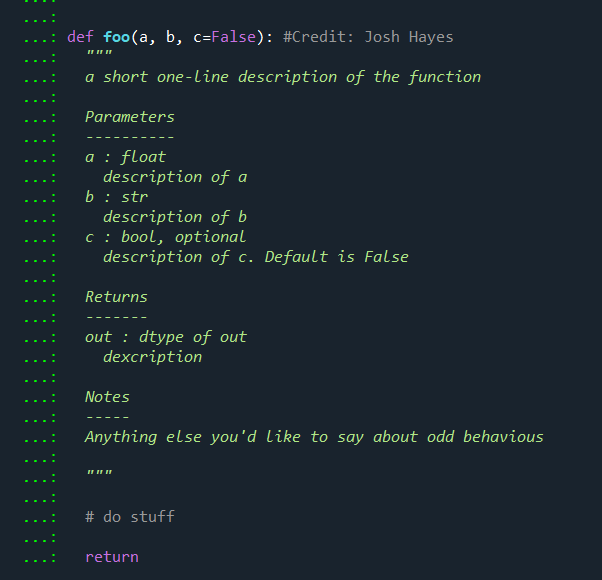 ...:
...:
...: def foo(a, b, c=False): #Credit: Josh Hayes
...:   """
...:   a short one-line description of the function
...:
...:   Parameters
...:   ----------
...:   a : float
...:     description of a
...:   b : str
...:     description of b
...:   c : bool, optional
...:     description of c. Default is False
...:
...:   Returns
...:   -------
...:   out : dtype of out
...:     dexcription
...:
...:   Notes
...:   -----
...:   Anything else you'd like to say about odd behavious
...:
...:   """
...:
...:   # do stuff
...:
...:   return